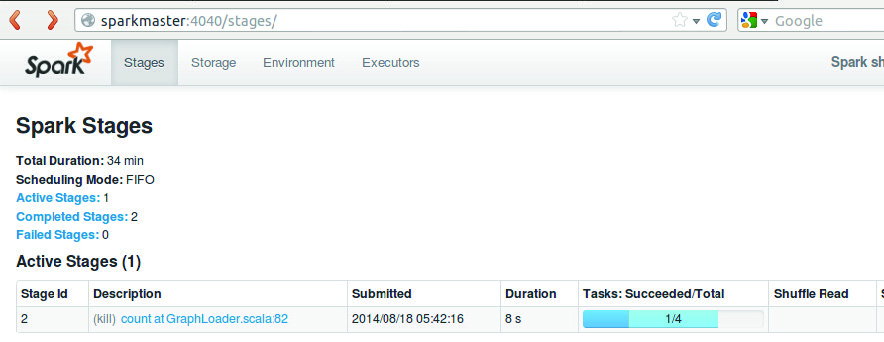 sparkmaster:4040/stages/
Google
Spark Stages Storage Environment Executors Spark sh
Spark Stages
Total Duration: 34 min
Scheduling Mode: FIFO
Active Stages: 1
Completed Stages: 2
Failed Stages: 0
Active Stages (1)
Stage Id Description Submitted Duration Tasks: Succeeded/Total Shuffle Read S
2 (kill) count at GraphLoader.scala:82 2014/08/18 05:42:16 8 s 1/4